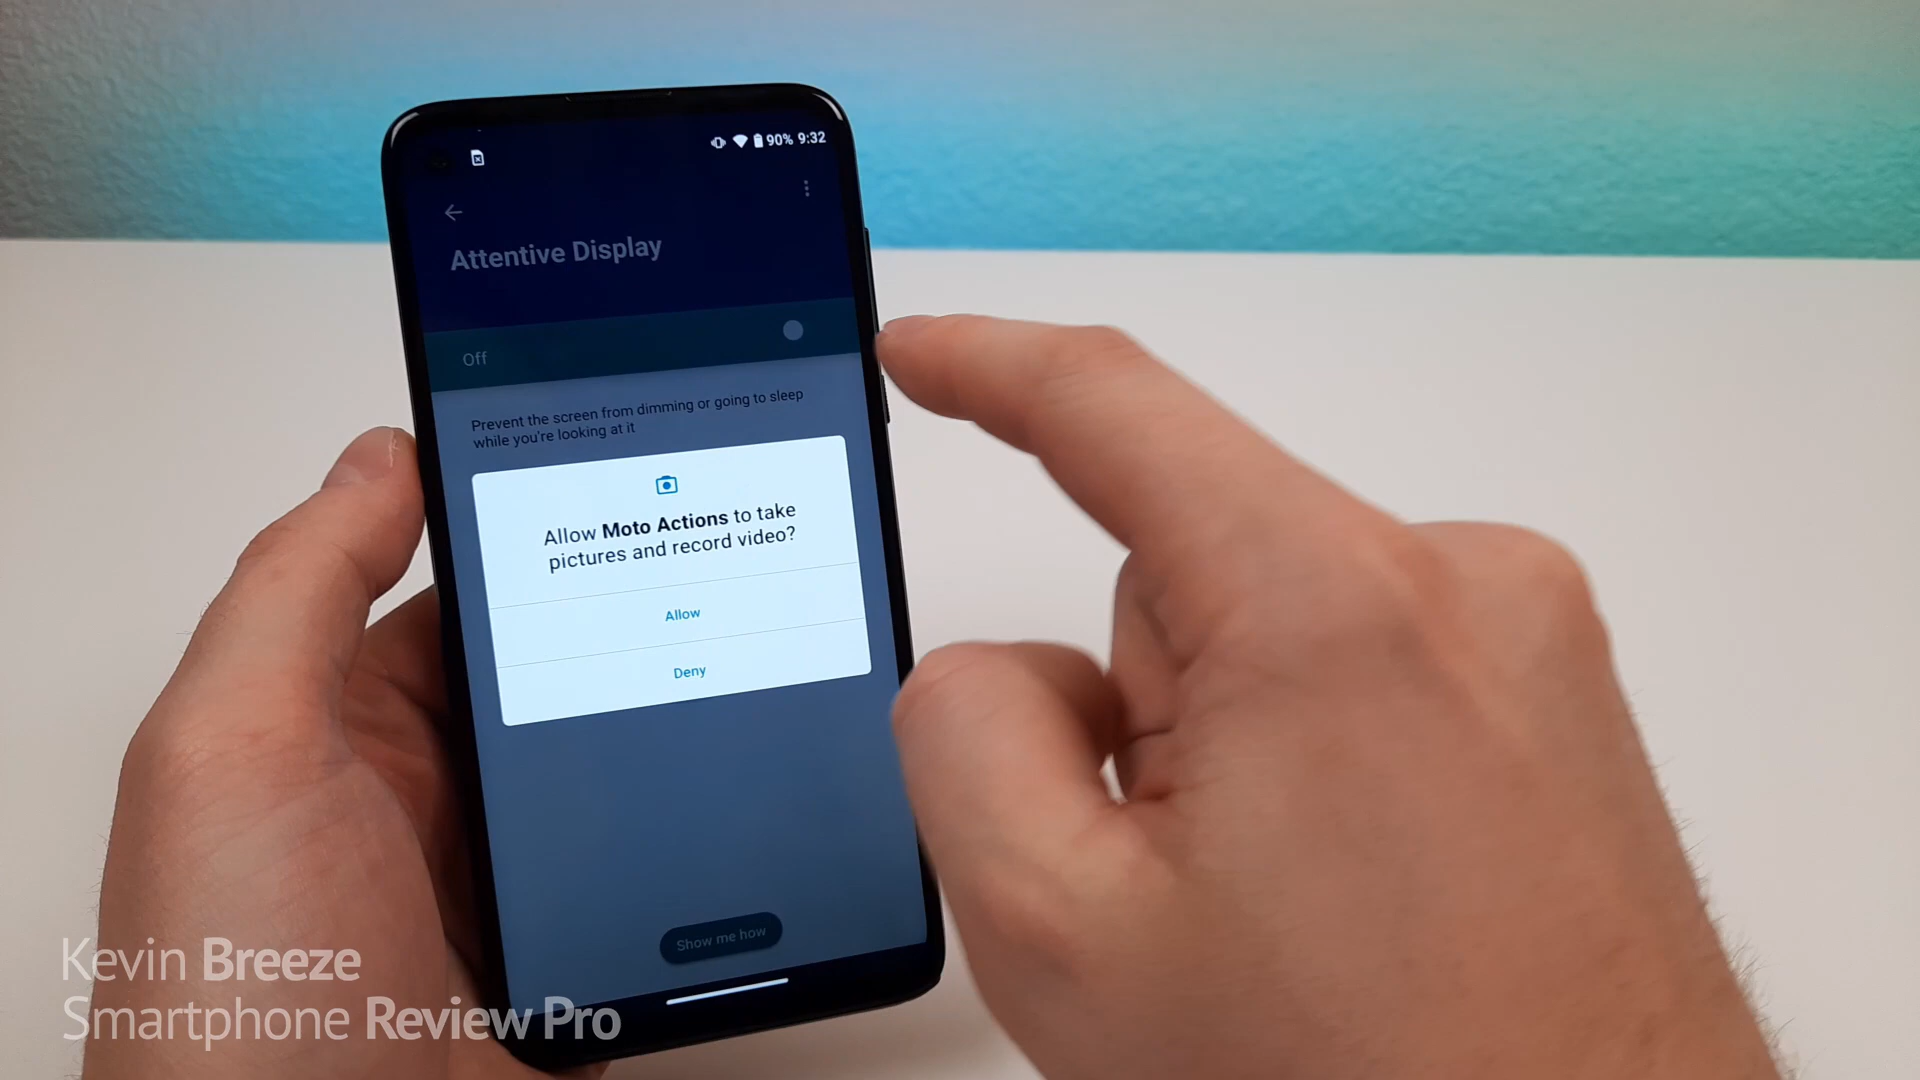 90% 9:32
Attentive Display
Off
Prevent the screen from dimming or going to sleep
while you're looking at it
Allow Moto Actions to take
pictures and record video?
Allow
Deny
Show me how
Kevin Breeze
Smartphone Review Pro